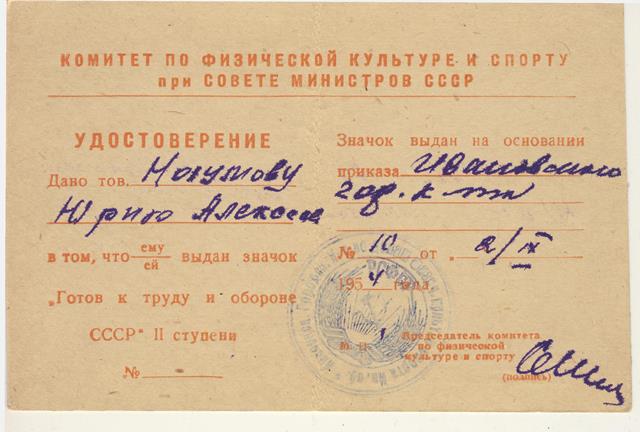 КОМИТЕТ ПО ФИЗИЧЕСКОЙ КУЛЬТУРЕ И СПОРТУ
при СОВЕТЕ МИНИСТРОВ СССР
УДОСТОВЕРЕНИЕ
Дано тов.
Юрию
в том, что ему
ей выдан значок
„Готов к труду и обороне
СССР" II ступени
№
Значок выдан на основании
приказа Ивановского
гор. к-та
№ 10 от „ 2/IX
1954 года.
М. П.
Председатель комитета
по физической
культуре и спорту
(подпись)